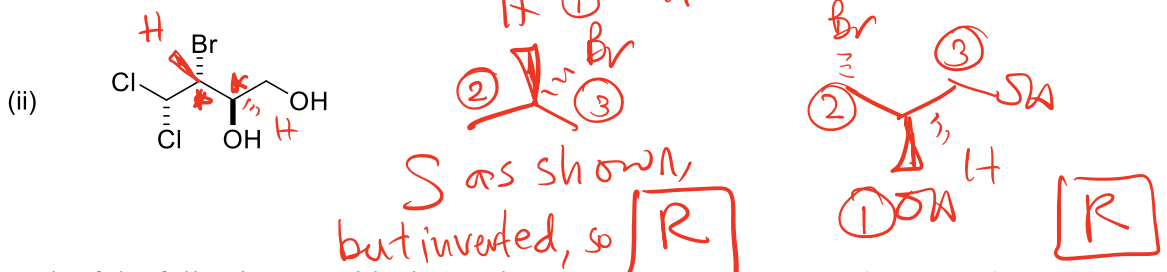 H
Br
Cl
(ii)
OH
Cl
OH
H
H ①
Br
②
③
S as shown,
but inverted, so R
Br
③
②
OH
H
① OH
R